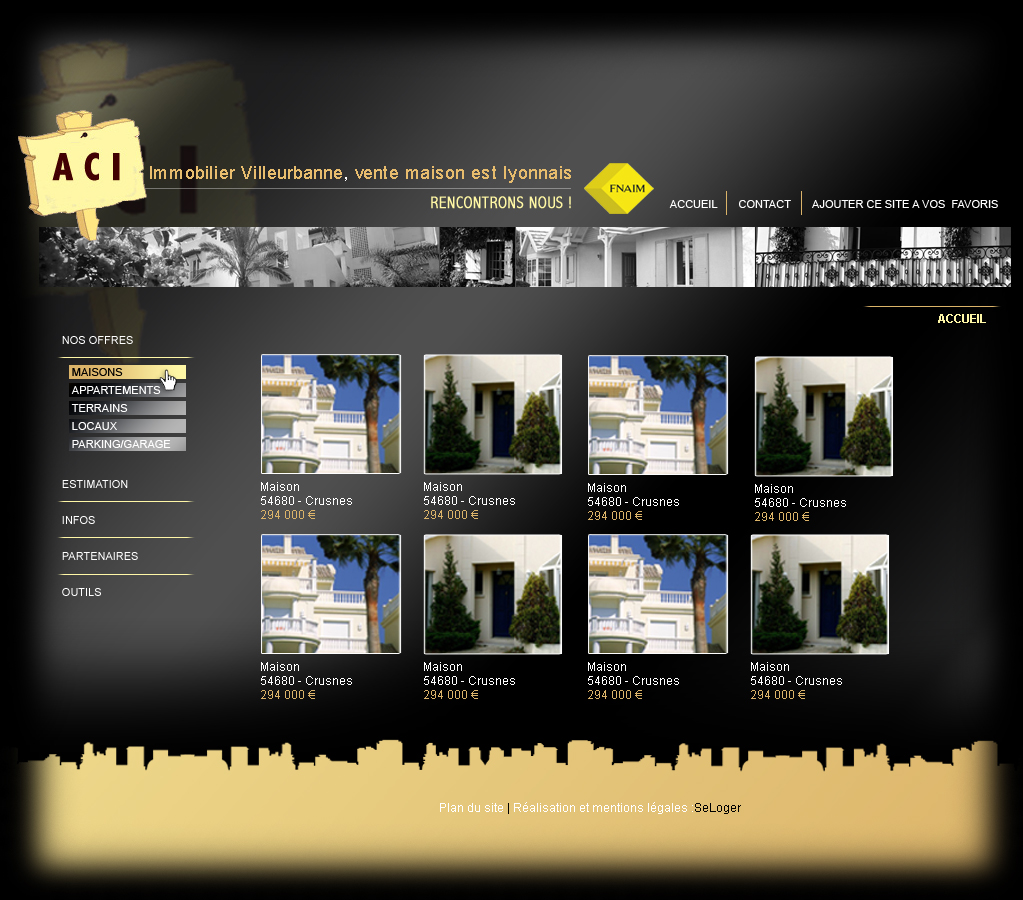 ACI
Immobilier Villeurbanne, vente maison est lyonnais
RENCONTRONS NOUS !
FNAIM
ACCUEIL
CONTACT
AJOUTER CE SITE A VOS FAVORIS
ACCUEIL
NOS OFFRES
MAISONS
APPARTEMENTS
TERRAINS
LOCAUX
PARKING/GARAGE
ESTIMATION
INFOS
PARTENAIRES
OUTILS
Maison
54680 - Crusnes
294 000 €
Maison
54680 - Crusnes
294 000 €
Maison
54680 - Crusnes
294 000 €
Maison
54680 - Crusnes
294 000 €
Maison
54680 - Crusnes
294 000 €
Maison
54680 - Crusnes
294 000 €
Maison
54680 - Crusnes
294 000 €
Maison
54680 - Crusnes
294 000 €
Plan du site | Réalisation et mentions légales SeLoger